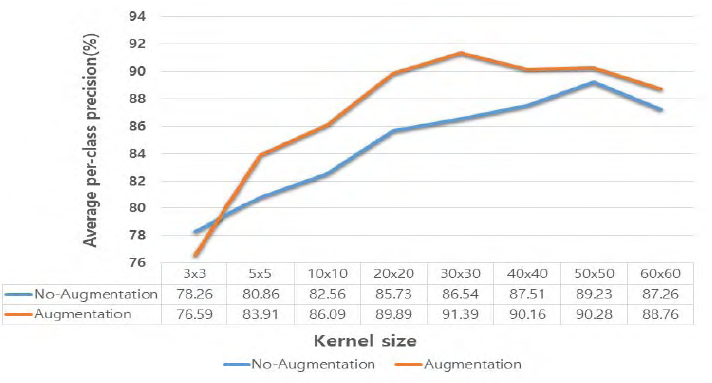 94
92
90
88
86
84
82
80
78
76
Average per-class precision(%)
3x3 5x5 10x10 20x20 30x30 40x40 50x50 60x60
No-Augmentation 78.26 80.86 82.56 85.73 86.54 87.51 89.23 87.26
Augmentation 76.59 83.91 86.09 89.89 91.39 90.16 90.28 88.76
Kernel size
No-Augmentation Augmentation